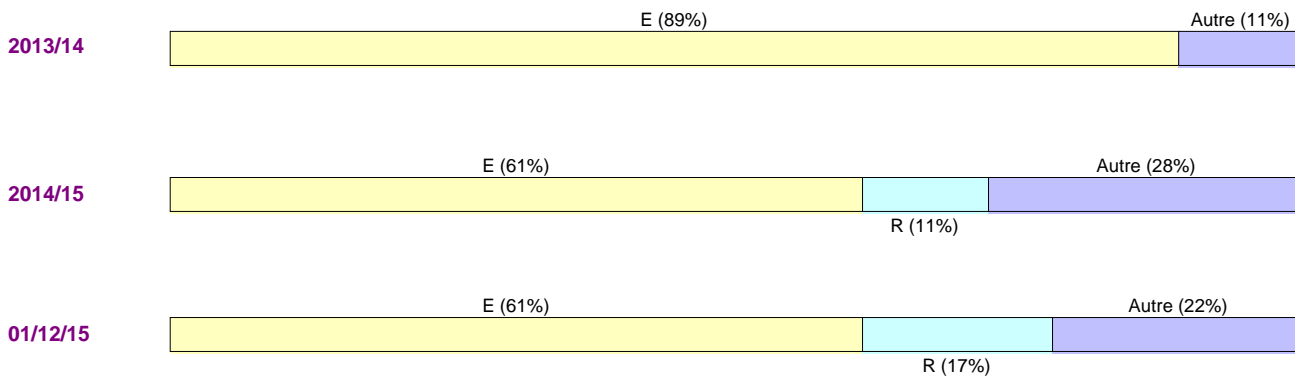 E (89%) Autre (11%)
2013/14
E (61%) Autre (28%)
2014/15
R (11%)
E (61%) Autre (22%)
01/12/15
R (17%)